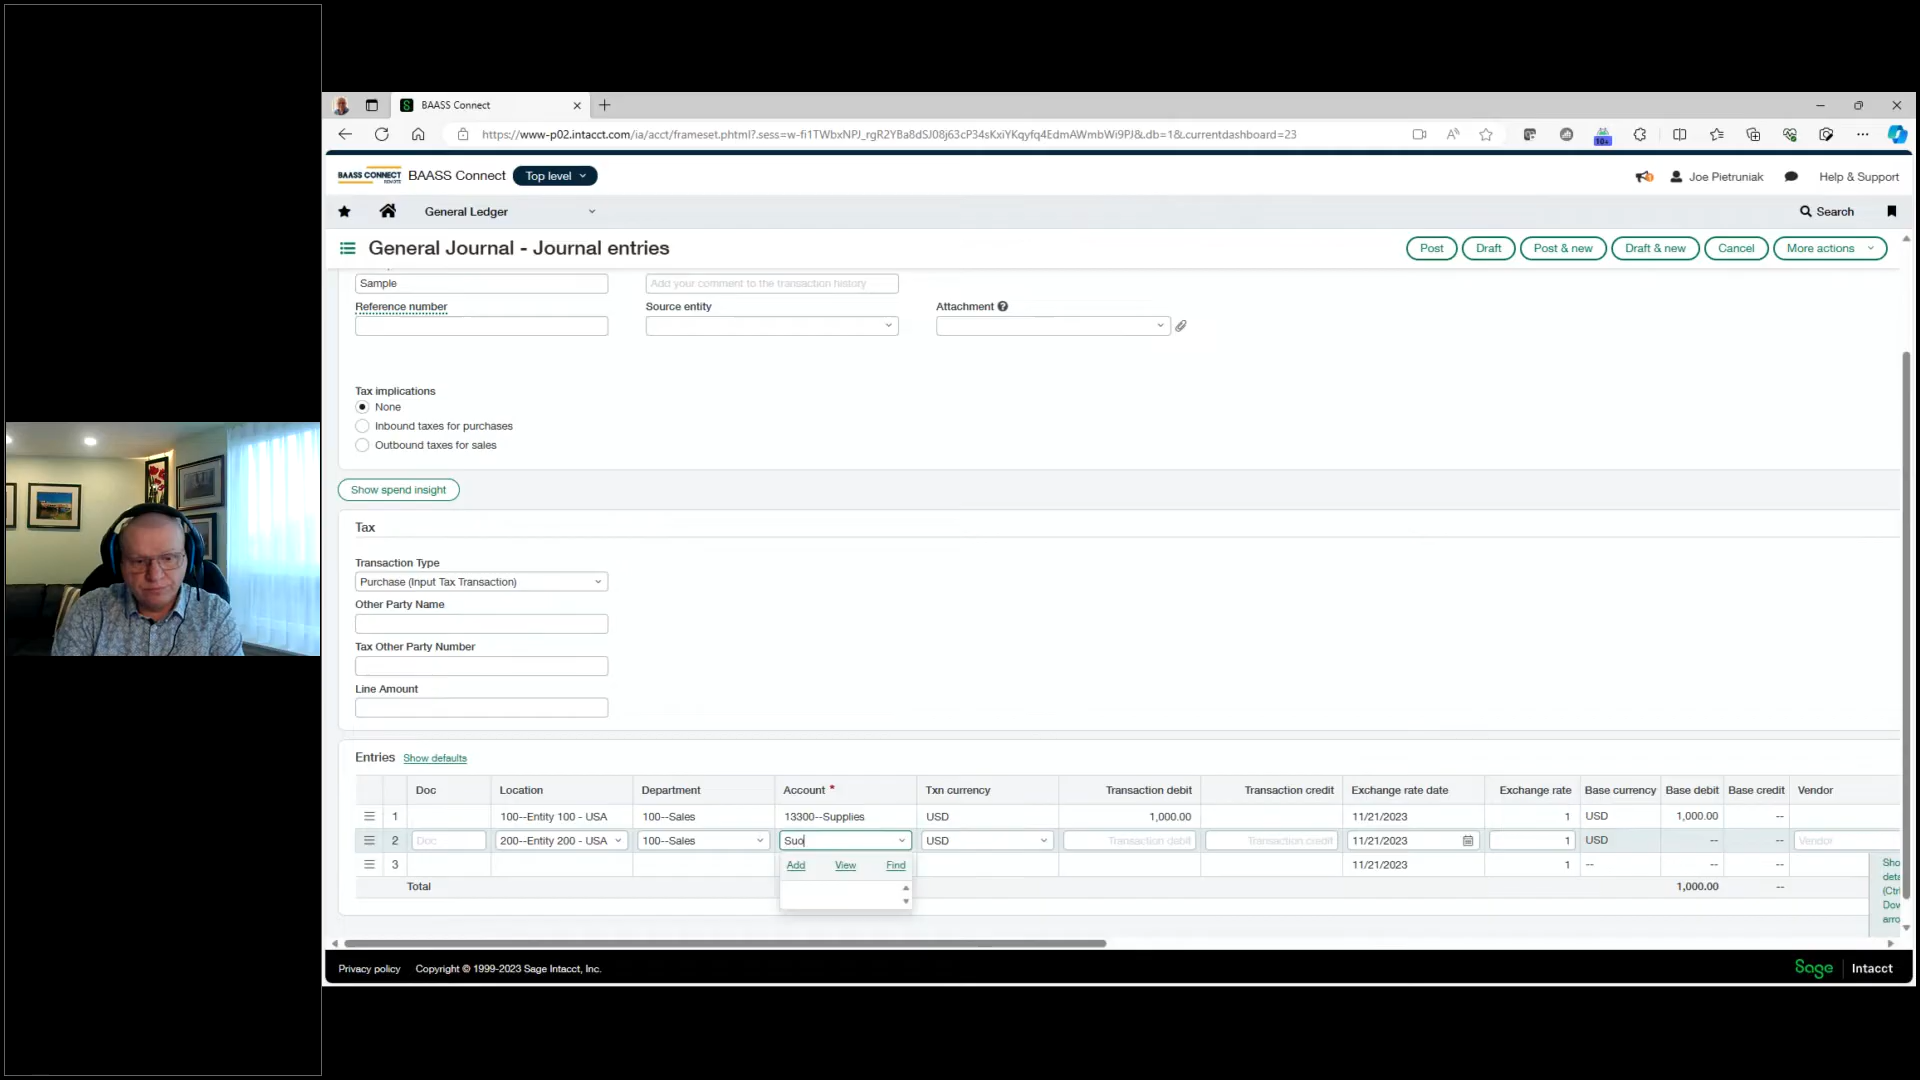 BAASS Connect
https://www-p02.intacct.com/ia/acct/frameset.phtml?.sess=w-fi1TWbxNPJ_rgR2YBa8dSJ08j63cP34sKxiYKqyfq4EdmAWmbWi9PJ&.db=1&.currentdashboard=23
10+
BAASS CONNECT
BAASS Connect
Top level
Joe Pietruniak
Help & Support
General Ledger
Search
General Journal - Journal entries
Post
Draft
Post & new
Draft & new
Cancel
More actions
Sample
Add your comment to the transaction history
Reference number
Source entity
Attachment
Tax implications
None
Inbound taxes for purchases
Outbound taxes for sales
Show spend insight
Tax
Transaction Type
Purchase (Input Tax Transaction)
Other Party Name
Tax Other Party Number
Line Amount
Entries Show defaults
Doc Location Department Account * Txn currency Transaction debit Transaction credit Exchange rate date Exchange rate Base currency Base debit Base credit Vendor
1 100--Entity 100 - USA 100--Sales 13300--Supplies USD 1,000.00 11/21/2023 1 USD 1,000.00 --
2 Doc 200--Entity 200 - USA 100--Sales Suo USD Transaction debit Transaction credit 11/21/2023 1 USD -- -- Vendor
3 11/21/2023 1 -- -- --
Add View Find
Total 1,000.00 --
Sho
deta
(Ctrl
Dow
arro
Privacy policy Copyright © 1999-2023 Sage Intacct, Inc.
Sage Intacct